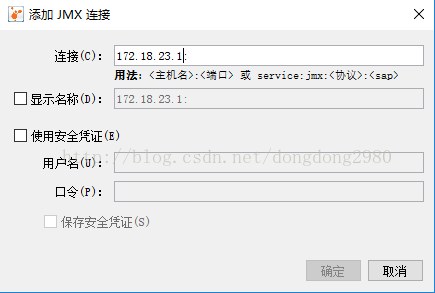 添加 JMX 连接
连接(C): 172.18.23.1:
用法: <主机名>:<端口> 或 service:jmx:<协议>:<sap>
显示名称(D): 172.18.23.1:
使用安全凭证(E)
http://blog.csdn.net/dongdong2980
用户名(U):
口令(P):
保存安全凭证(S)
确定 取消